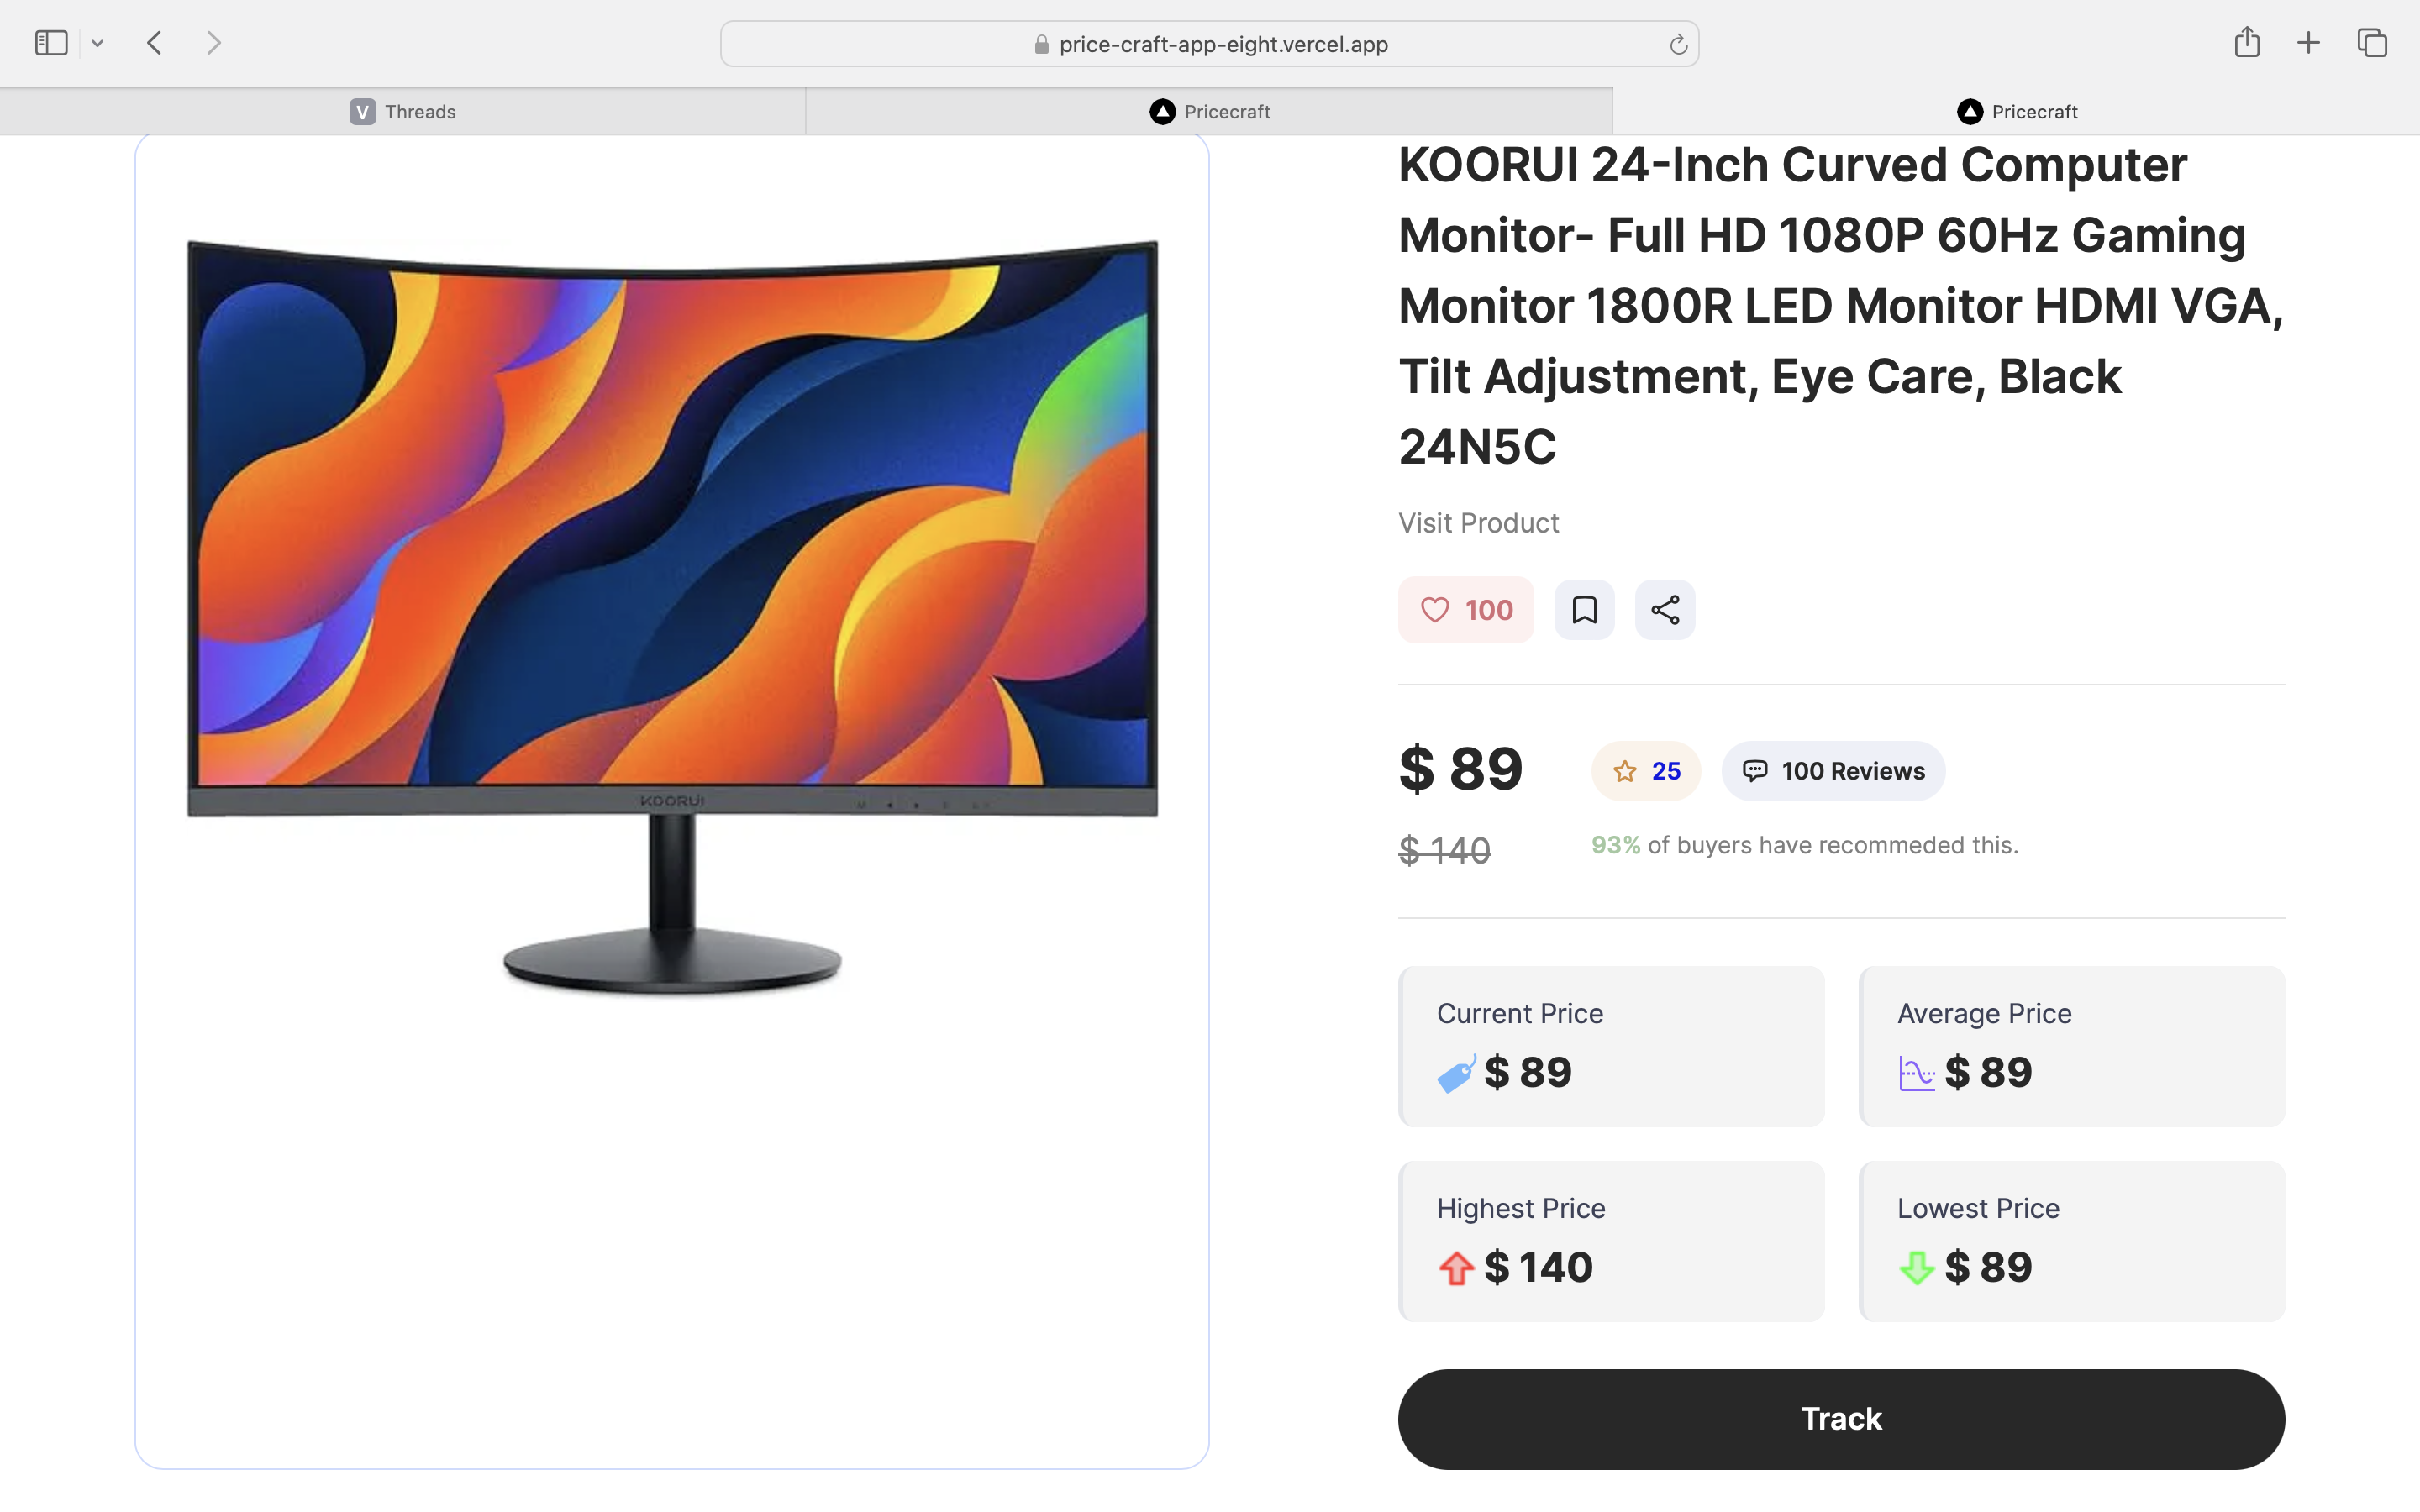 price-craft-app-eight.vercel.app
V Threads
Pricecraft
Pricecraft
KOORUI 24-Inch Curved Computer
Monitor- Full HD 1080P 60Hz Gaming
Monitor 1800R LED Monitor HDMI VGA,
Tilt Adjustment, Eye Care, Black
24N5C
Visit Product
100
$ 89
25
100 Reviews
$ 140
93% of buyers have recommeded this.
KOORUI
Current Price
Average Price
$ 89
$ 89
Highest Price
Lowest Price
$ 140
$ 89
Track